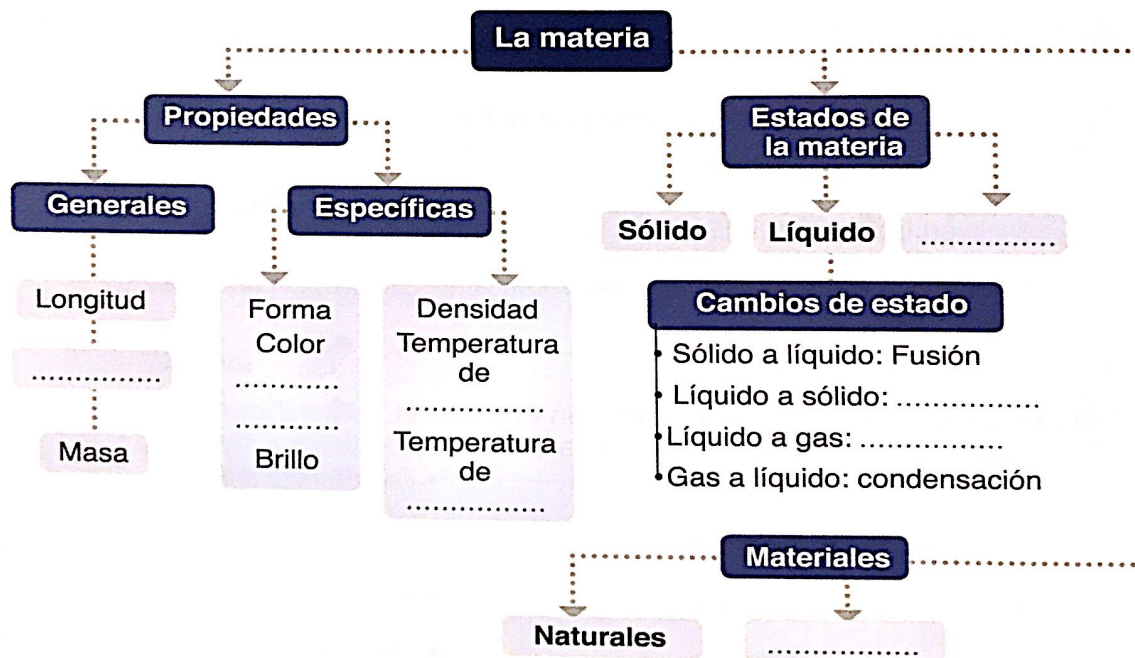 La materia
Propiedades
Estados de
la materia
Generales
Específicas
Sólido
Líquido
...............
Longitud
...............
Masa
Forma
Color
............
............
Brillo
Densidad
Temperatura
de
...............
Temperatura
de
...............
Cambios de estado
• Sólido a líquido: Fusión
• Líquido a sólido: ................
• Líquido a gas: ................
• Gas a líquido: condensación
Materiales
Naturales
...............